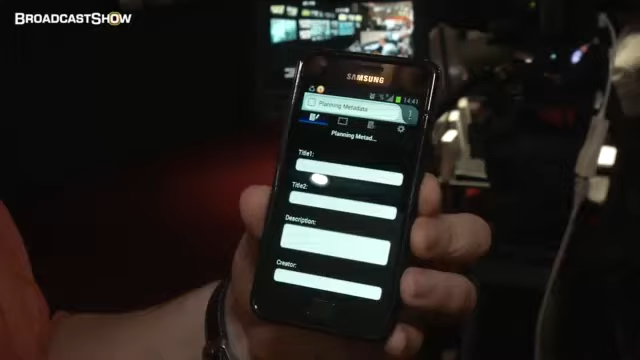 BROADCASTSHOW
SAMSUNG
14:41
Planning Metadata
Planning Metad...
Title1:
Title2:
Description:
Creator: